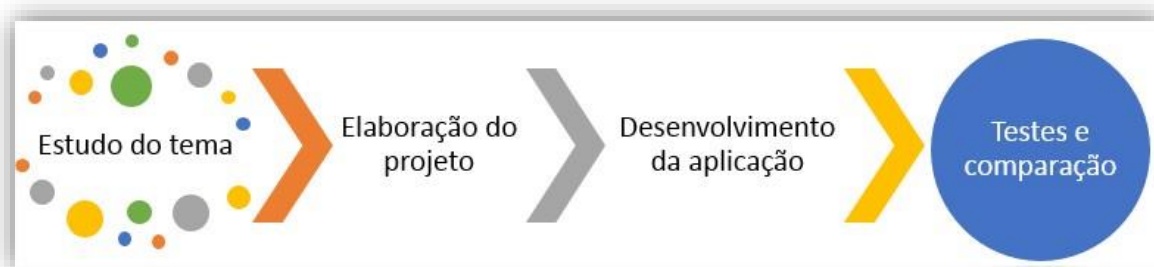 Estudo do tema
Elaboração do
projeto
Desenvolvimento
da aplicação
Testes e
comparação